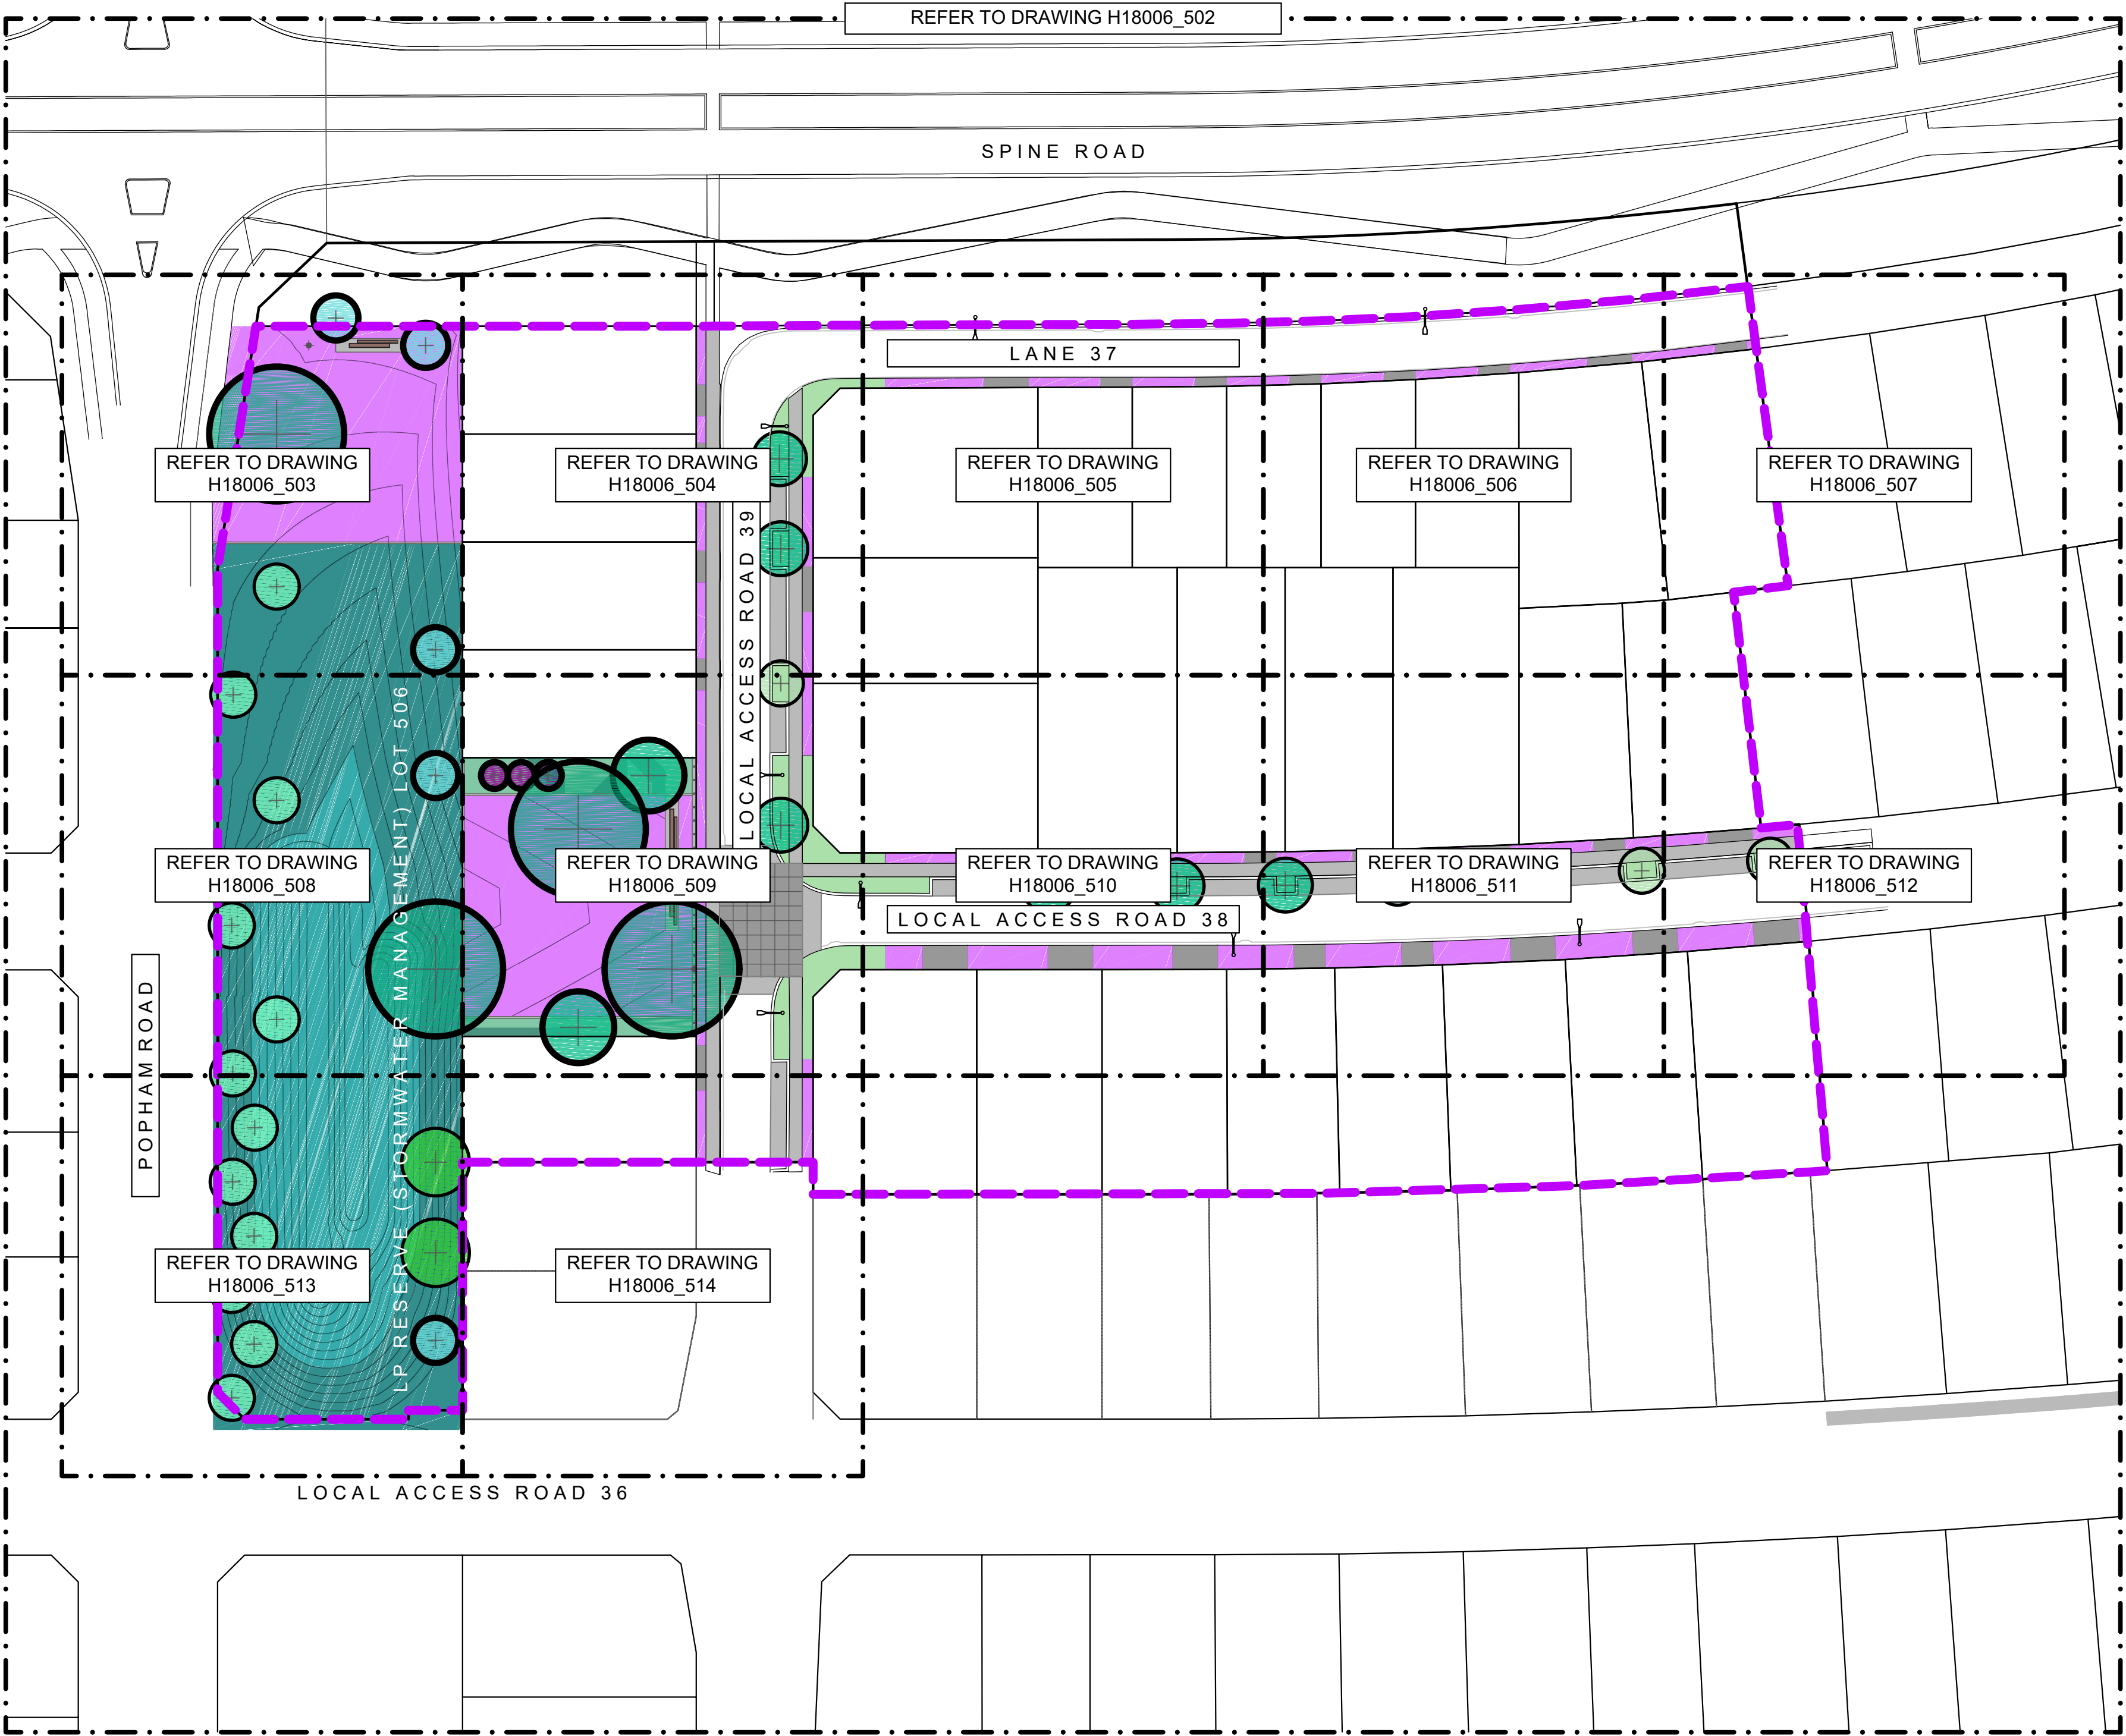 REFER TO DRAWING H18006_502
SPINE ROAD
LANE 37
REFER TO DRAWING
H18006_503
REFER TO DRAWING
H18006_504
REFER TO DRAWING
H18006_505
REFER TO DRAWING
H18006_506
REFER TO DRAWING
H18006_507
LOCAL ACCESS ROAD 39
LP RESERVE (STORMWATER MANAGEMENT) LOT 506
REFER TO DRAWING
H18006_508
REFER TO DRAWING
H18006_509
REFER TO DRAWING
H18006_510
REFER TO DRAWING
H18006_511
REFER TO DRAWING
H18006_512
LOCAL ACCESS ROAD 38
POPHAM ROAD
REFER TO DRAWING
H18006_513
REFER TO DRAWING
H18006_514
LOCAL ACCESS ROAD 36